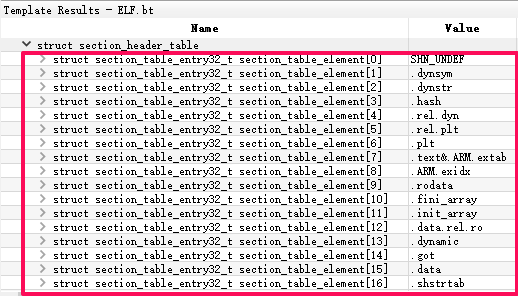 Template Results - ELF.bt
Name Value
struct section_header_table
struct section_table_entry32_t section_table_element[0] SHN_UNDEF
struct section_table_entry32_t section_table_element[1] .dynsym
struct section_table_entry32_t section_table_element[2] .dynstr
struct section_table_entry32_t section_table_element[3] .hash
struct section_table_entry32_t section_table_element[4] .rel.dyn
struct section_table_entry32_t section_table_element[5] .rel.plt
struct section_table_entry32_t section_table_element[6] .plt
struct section_table_entry32_t section_table_element[7] .text&.ARM.extab
struct section_table_entry32_t section_table_element[8] .ARM.exidx
struct section_table_entry32_t section_table_element[9] .rodata
struct section_table_entry32_t section_table_element[10] .fini_array
struct section_table_entry32_t section_table_element[11] .init_array
struct section_table_entry32_t section_table_element[12] .data.rel.ro
struct section_table_entry32_t section_table_element[13] .dynamic
struct section_table_entry32_t section_table_element[14] .got
struct section_table_entry32_t section_table_element[15] .data
struct section_table_entry32_t section_table_element[16] .shstrtab